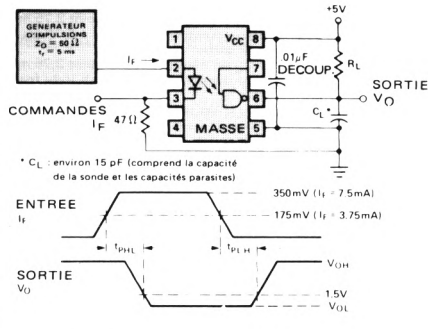 GENERATEUR
D'IMPULSIONS
Z₀ = 50 Ω
tᵣ = 5 ms
+5V
1
2
3
4
8
7
6
5
VCC
MASSE
IF →
.01µF
DECOUP.
RL
SORTIE
VO
CL*
COMMANDES
IF
47Ω
* CL : environ 15 pF (comprend la capacité
de la sonde et les capacités parasites)
ENTREE
IF
350mV (IF = 7.5mA)
175mV (IF = 3.75mA)
tPHL
tPLH
SORTIE
VO
VOH
1.5V
VOL